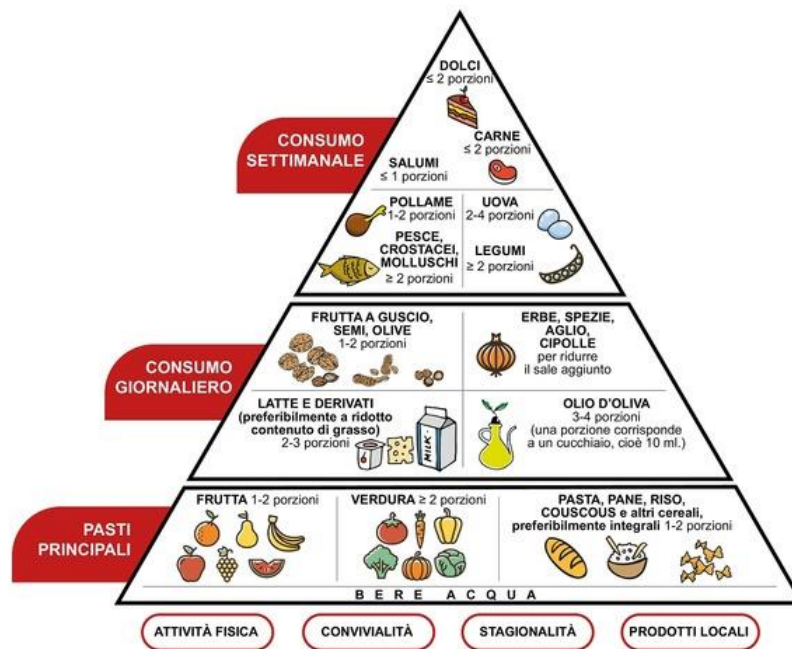 DOLCI
≤ 2 porzioni
CONSUMO
SETTIMANALE
CARNE
≤ 2 porzioni
SALUMI
≤ 1 porzioni
POLLAME
1-2 porzioni
UOVA
2-4 porzioni
PESCE,
CROSTACEI,
MOLLUSCHI
≥ 2 porzioni
LEGUMI
≥ 2 porzioni
CONSUMO
GIORNALIERO
FRUTTA A GUSCIO,
SEMI, OLIVE
1-2 porzioni
ERBE, SPEZIE,
AGLIO,
CIPOLLE
per ridurre
il sale aggiunto
LATTE E DERIVATI
(preferibilmente a ridotto
contenuto di grasso)
2-3 porzioni
MILK
OLIO D'OLIVA
3-4 porzioni
(una porzione corrisponde
a un cucchiaio, cioè 10 ml.)
PASTI
PRINCIPALI
FRUTTA 1-2 porzioni
VERDURA ≥ 2 porzioni
PASTA, PANE, RISO,
COUSCOUS e altri cereali,
preferibilmente integrali 1-2 porzioni
BERE ACQUA
ATTIVITÀ FISICA
CONVIVIALITÀ
STAGIONALITÀ
PRODOTTI LOCALI